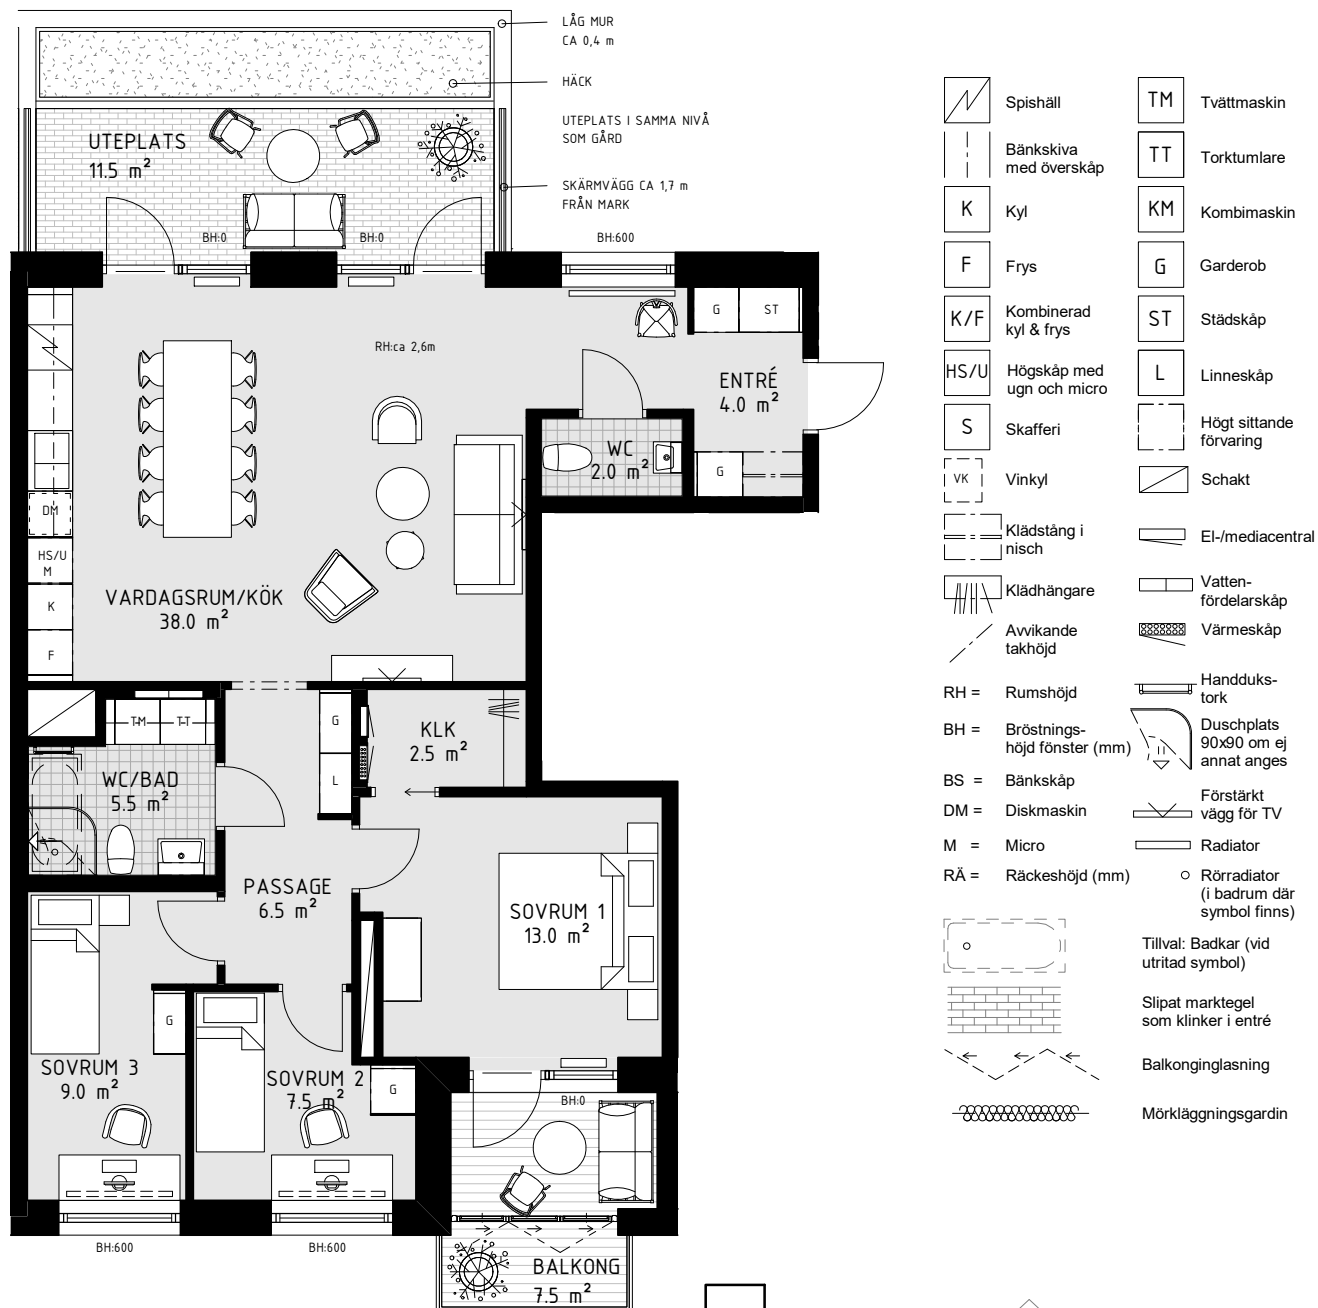 LÅG MUR
CA 0,4 m
HÄCK
UTEPLATS I SAMMA NIVÅ
SOM GÅRD
SKÄRMVÄGG CA 1,7 m
FRÅN MARK
UTEPLATS
11.5 m²
BH:0
BH:0
BH:600
RH:ca 2,6m
G
ST
ENTRÉ
4.0 m²
WC
2.0 m²
G
DM
HS/U
M
K
F
VARDAGSRUM/KÖK
38.0 m²
TM
TT
G
L
KLK
2.5 m²
WC/BAD
5.5 m²
PASSAGE
6.5 m²
SOVRUM 1
13.0 m²
G
SOVRUM 3
9.0 m²
SOVRUM 2
7.5 m²
G
BH:0
BH:600
BH:600
BALKONG
7.5 m²
Spishäll
Bänkskiva
med överskåp
K
Kyl
F
Frys
K/F
Kombinerad
kyl & frys
HS/U
Högskåp med
ugn och micro
S
Skafferi
VK
Vinkyl
Klädstång i
nisch
Klädhängare
Avvikande
takhöjd
RH = Rumshöjd
BH = Bröstnings-
höjd fönster (mm)
BS = Bänkskåp
DM = Diskmaskin
M = Micro
RÄ = Räckeshöjd (mm)
TM
Tvättmaskin
TT
Torktumlare
KM
Kombimaskin
G
Garderob
ST
Städskåp
L
Linneskåp
Högt sittande
förvaring
Schakt
El-/mediacentral
Vatten-
fördelarskåp
Värmeskåp
Handduks-
tork
Duschplats
90x90 om ej
annat anges
Förstärkt
vägg för TV
Radiator
Rörradiator
(i badrum där
symbol finns)
Tillval: Badkar (vid
utritad symbol)
Slipat marktegel
som klinker i entré
Balkonginglasning
Mörkläggningsgardin